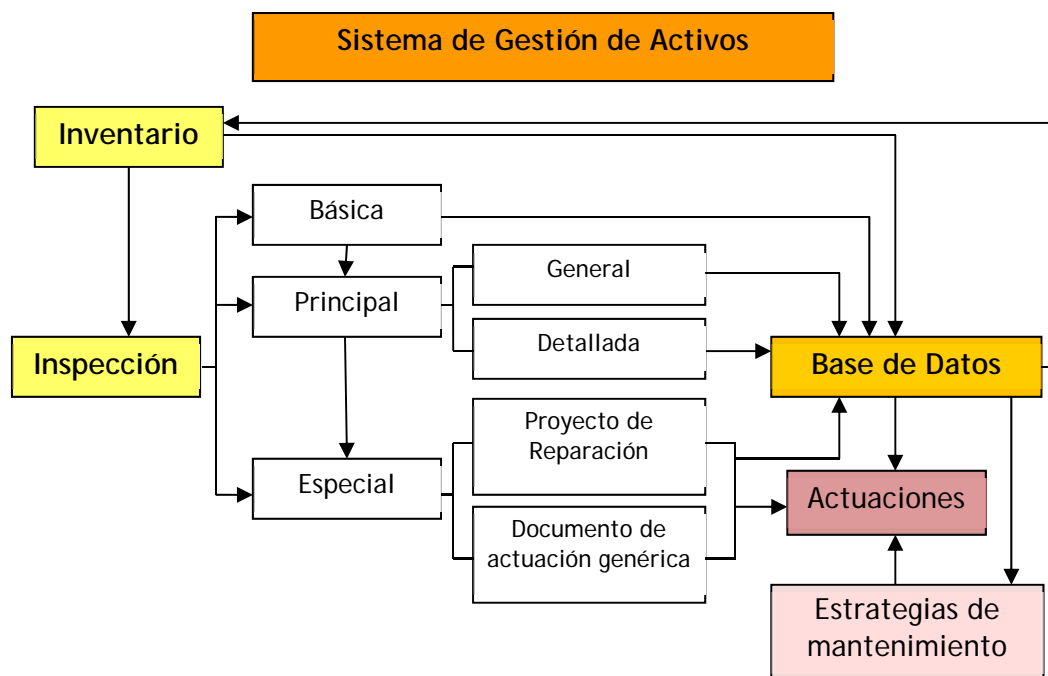 Sistema de Gestión de Activos
Inventario
Básica
General
Principal
Detallada
Inspección
Base de Datos
Proyecto de
Reparación
Especial
Actuaciones
Documento de
actuación genérica
Estrategias de
mantenimiento